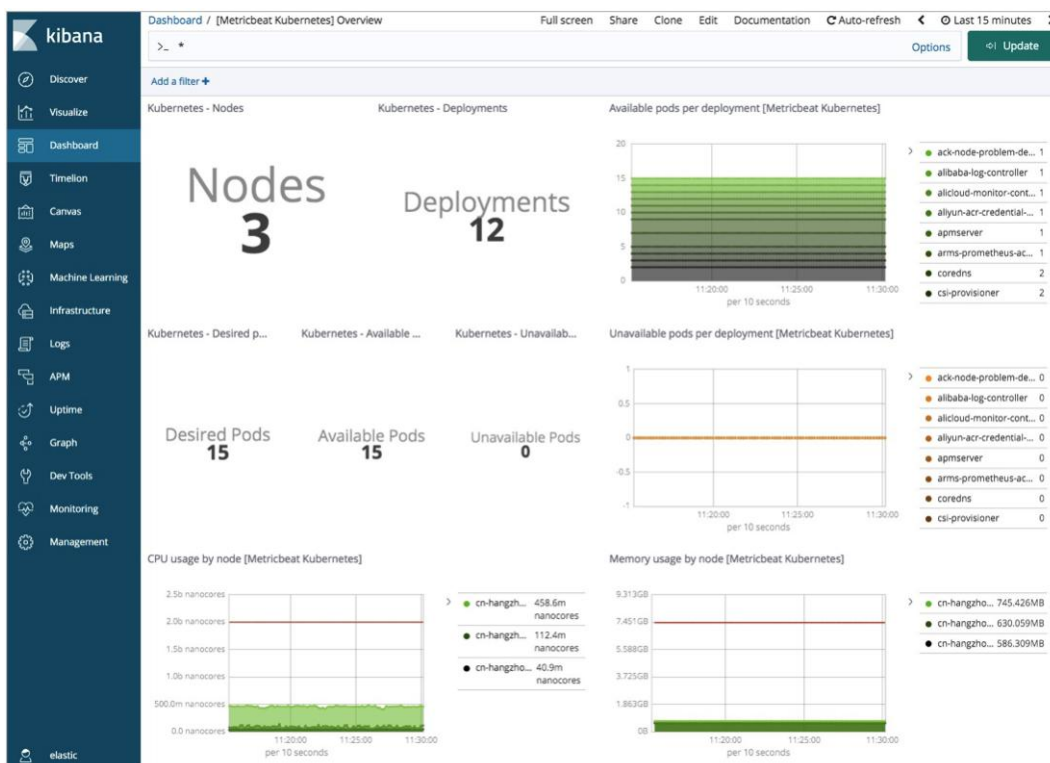 kibana
Discover
Visualize
Dashboard
Timelion
Canvas
Maps
Machine Learning
Infrastructure
Logs
APM
Uptime
Graph
Dev Tools
Monitoring
Management
elastic
Dashboard / [Metricbeat Kubernetes] Overview
Full screen Share Clone Edit Documentation Auto-refresh Last 15 minutes
>_ *
Options
Update
Add a filter +
Kubernetes - Nodes
Nodes
3
Kubernetes - Deployments
Deployments
12
Available pods per deployment [Metricbeat Kubernetes]
20
15
10
5
0
11:20:00 11:25:00 11:30:00
per 10 seconds
ack-node-problem-de... 1
alibaba-log-controller 1
alicloud-monitor-cont... 1
aliyun-acr-credential-... 1
apmserver 1
arms-prometheus-ac... 1
coredns 2
csi-provisioner 2
Kubernetes - Desired p...
Desired Pods
15
Kubernetes - Available ...
Available Pods
15
Kubernetes - Unavailab...
Unavailable Pods
0
Unavailable pods per deployment [Metricbeat Kubernetes]
1
0.5
0
-0.5
-1
11:20:00 11:25:00 11:30:00
per 10 seconds
ack-node-problem-de... 0
alibaba-log-controller 0
alicloud-monitor-cont... 0
aliyun-acr-credential-... 0
apmserver 0
arms-prometheus-ac... 0
coredns 0
csi-provisioner 0
CPU usage by node [Metricbeat Kubernetes]
2.5b nanocores
2.0b nanocores
1.5b nanocores
1.0b nanocores
500.0m nanocores
0.0 nanocores
11:20:00 11:25:00 11:30:00
per 10 seconds
cn-hangzh... 458.6m
nanocores
cn-hangzh... 112.4m
nanocores
cn-hangzho... 40.9m
nanocores
Memory usage by node [Metricbeat Kubernetes]
9.313GB
7.451GB
5.588GB
3.725GB
1.863GB
0B
11:20:00 11:25:00 11:30:00
per 10 seconds
cn-hangzho... 745.426MB
cn-hangzho... 630.059MB
cn-hangzho... 586.309MB